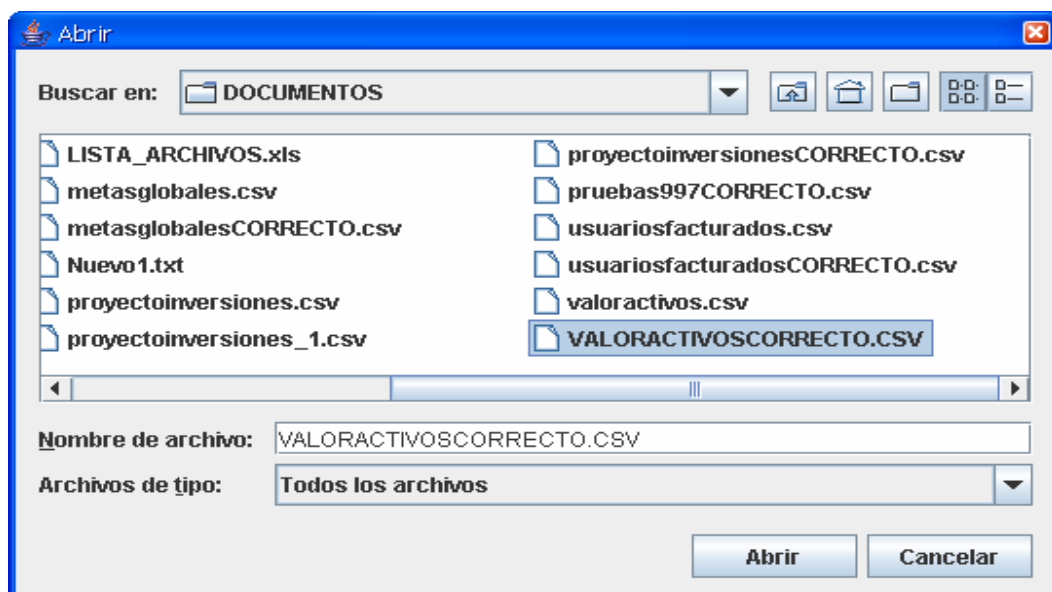 Abrir
Buscar en: DOCUMENTOS
LISTA_ARCHIVOS.xls
metasglobales.csv
metasglobalesCORRECTO.csv
Nuevo1.txt
proyectoinversiones.csv
proyectoinversiones_1.csv
proyectoinversionesCORRECTO.csv
pruebas997CORRECTO.csv
usuariosfacturados.csv
usuariosfacturadosCORRECTO.csv
valoractivos.csv
VALORACTIVOSCORRECTO.CSV
Nombre de archivo: VALORACTIVOSCORRECTO.CSV
Archivos de tipo: Todos los archivos
Abrir Cancelar